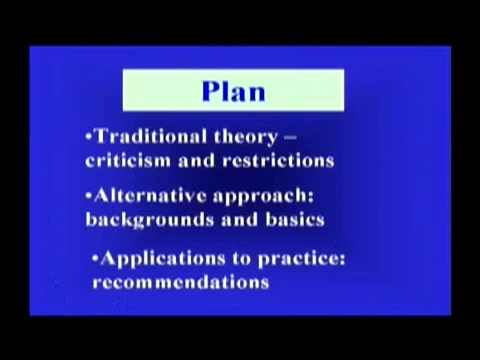 Plan
•Traditional theory –
criticism and restrictions
•Alternative approach:
backgrounds and basics
•Applications to practice:
recommendations